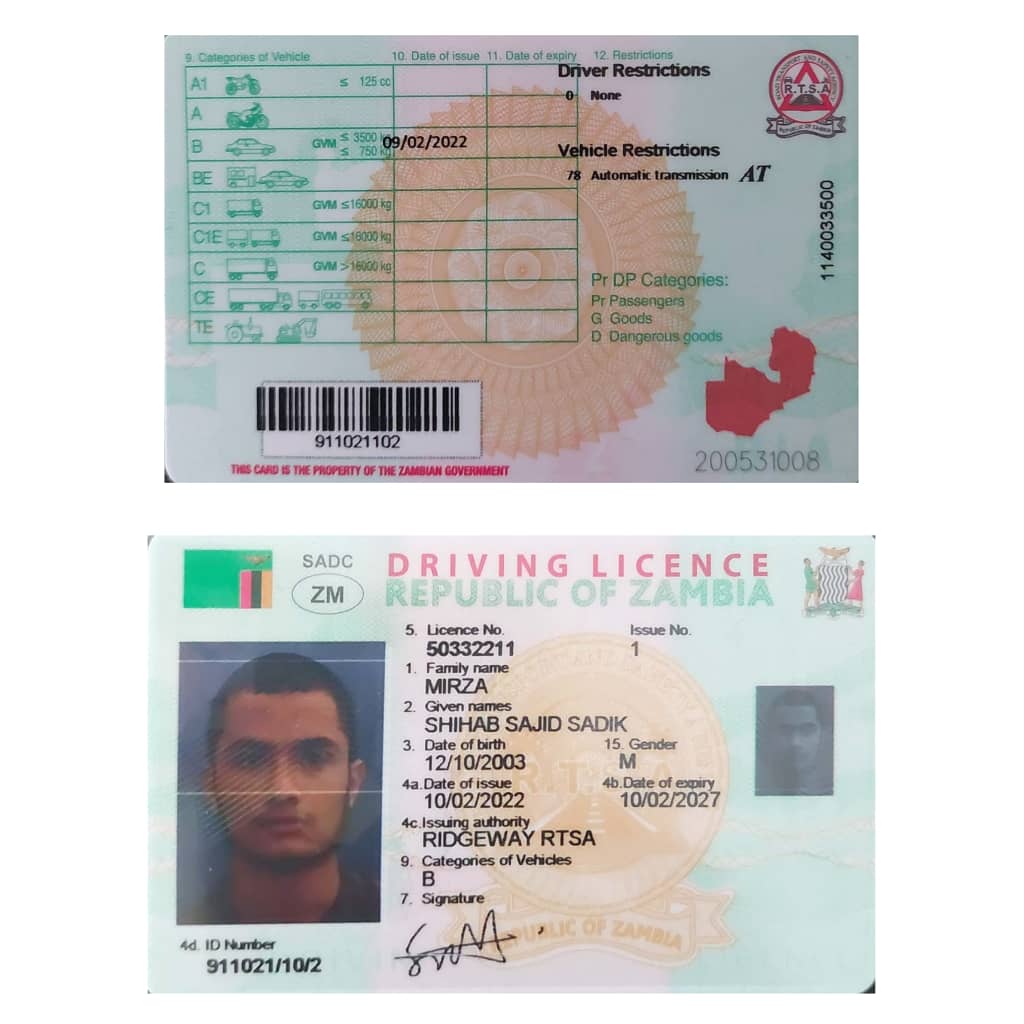 9. Categories of Vehicle 10. Date of issue 11. Date of expiry 12. Restrictions
Driver Restrictions
0 None
A1 ≤ 125 cc
A
B GVM ≤ 3500 kg ≤ 750 kg 09/02/2022
Vehicle Restrictions
78 Automatic transmission AT
BE
C1 GVM ≤16000 kg
C1E GVM ≤16000 kg
C GVM >16000 kg
CE
TE
Pr DP Categories:
Pr Passengers
G Goods
D Dangerous goods
R.T.S.A
REPUBLIC OF ZAMBIA
1140033500
911021102
THIS CARD IS THE PROPERTY OF THE ZAMBIAN GOVERNMENT
200531008
SADC
ZM
DRIVING LICENCE
REPUBLIC OF ZAMBIA
5. Licence No. Issue No.
50332211 1
1. Family name
MIRZA
2. Given names
SHIHAB SAJID SADIK
3. Date of birth 15. Gender
12/10/2003 M
4a. Date of issue 4b. Date of expiry
10/02/2022 10/02/2027
4c. Issuing authority
RIDGEWAY RTSA
9. Categories of Vehicles
B
7. Signature
R.T.S.A
REPUBLIC OF ZAMBIA
4d. ID Number
911021/10/2